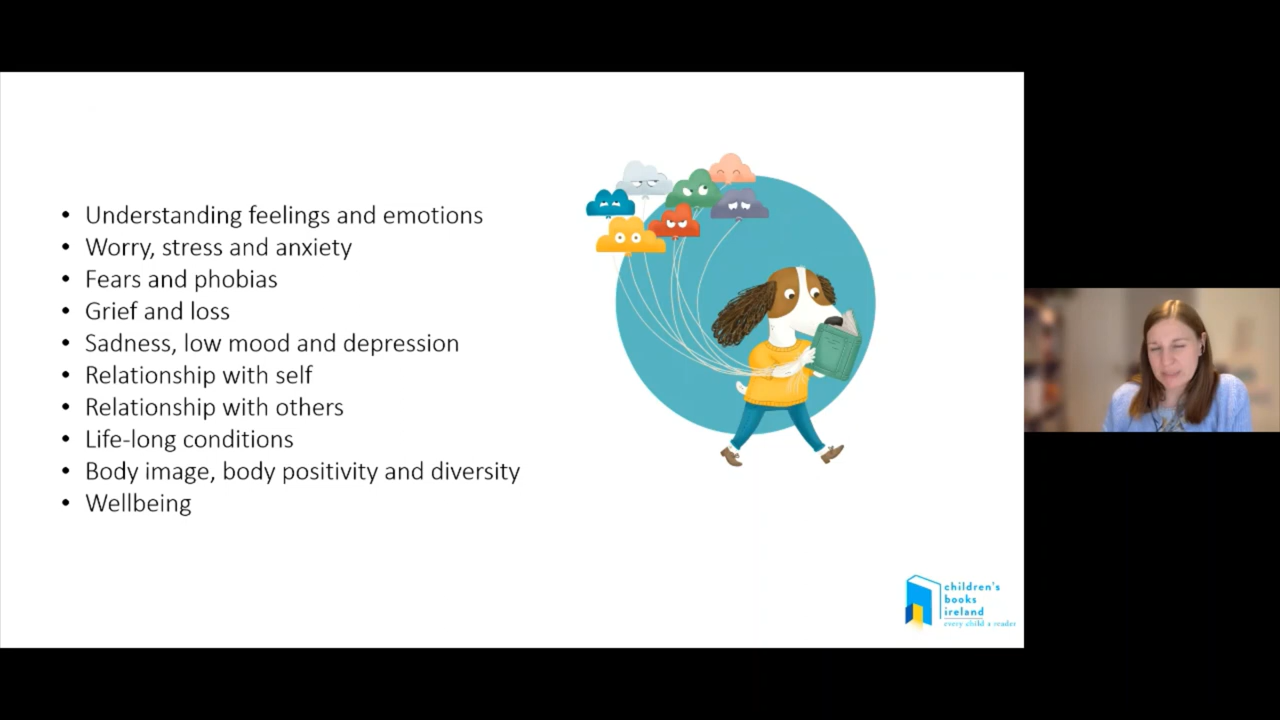 • Understanding feelings and emotions
• Worry, stress and anxiety
• Fears and phobias
• Grief and loss
• Sadness, low mood and depression
• Relationship with self
• Relationship with others
• Life-long conditions
• Body image, body positivity and diversity
• Wellbeing
children's
books
ireland
every child a reader